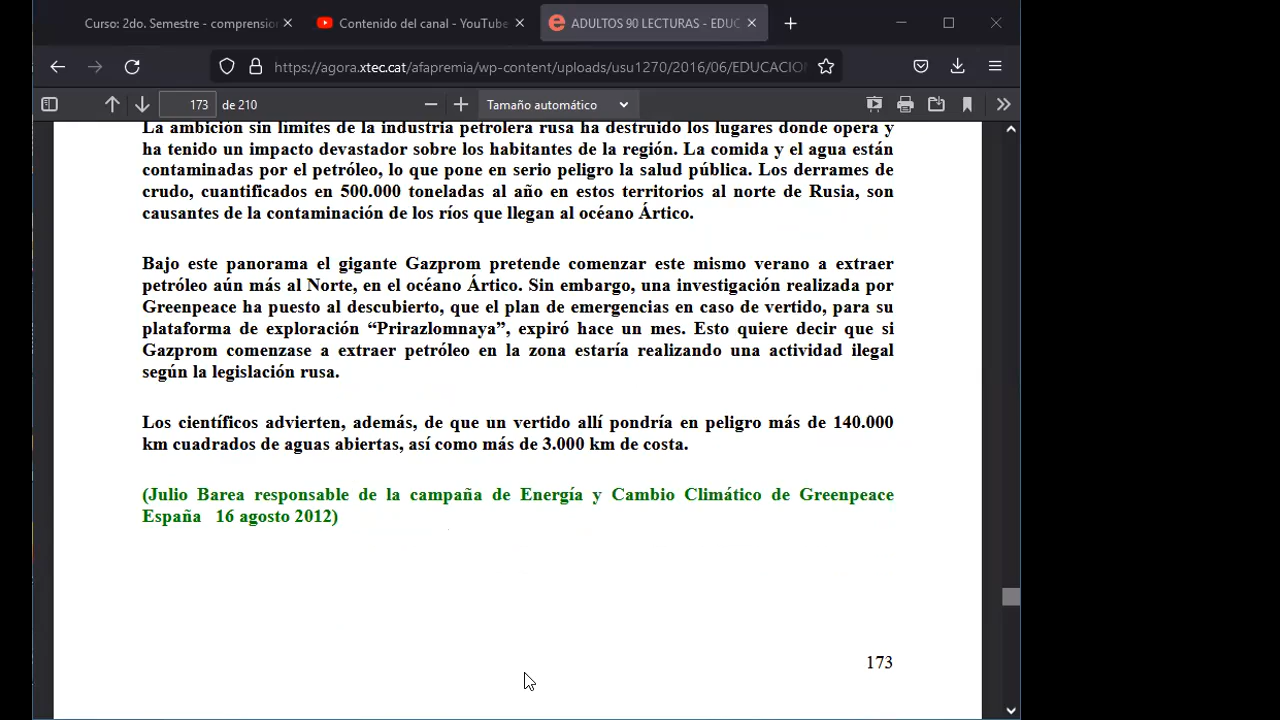 Curso: 2do. Semestre - comprensio
Contenido del canal - YouTube
ADULTOS 90 LECTURAS - EDUC
https://agora.xtec.cat/afapremia/wp-content/uploads/usu1270/2016/06/EDUCACION
173 de 210
Tamaño automático
La ambición sin límites de la industria petrolera rusa ha destruido los lugares donde opera y
ha tenido un impacto devastador sobre los habitantes de la región. La comida y el agua están
contaminadas por el petróleo, lo que pone en serio peligro la salud pública. Los derrames de
crudo, cuantificados en 500.000 toneladas al año en estos territorios al norte de Rusia, son
causantes de la contaminación de los ríos que llegan al océano Ártico.
Bajo este panorama el gigante Gazprom pretende comenzar este mismo verano a extraer
petróleo aún más al Norte, en el océano Ártico. Sin embargo, una investigación realizada por
Greenpeace ha puesto al descubierto, que el plan de emergencias en caso de vertido, para su
plataforma de exploración “Prirazlomnaya”, expiró hace un mes. Esto quiere decir que si
Gazprom comenzase a extraer petróleo en la zona estaría realizando una actividad ilegal
según la legislación rusa.
Los científicos advierten, además, de que un vertido allí pondría en peligro más de 140.000
km cuadrados de aguas abiertas, así como más de 3.000 km de costa.
(Julio Barea responsable de la campaña de Energía y Cambio Climático de Greenpeace
España 16 agosto 2012)
173